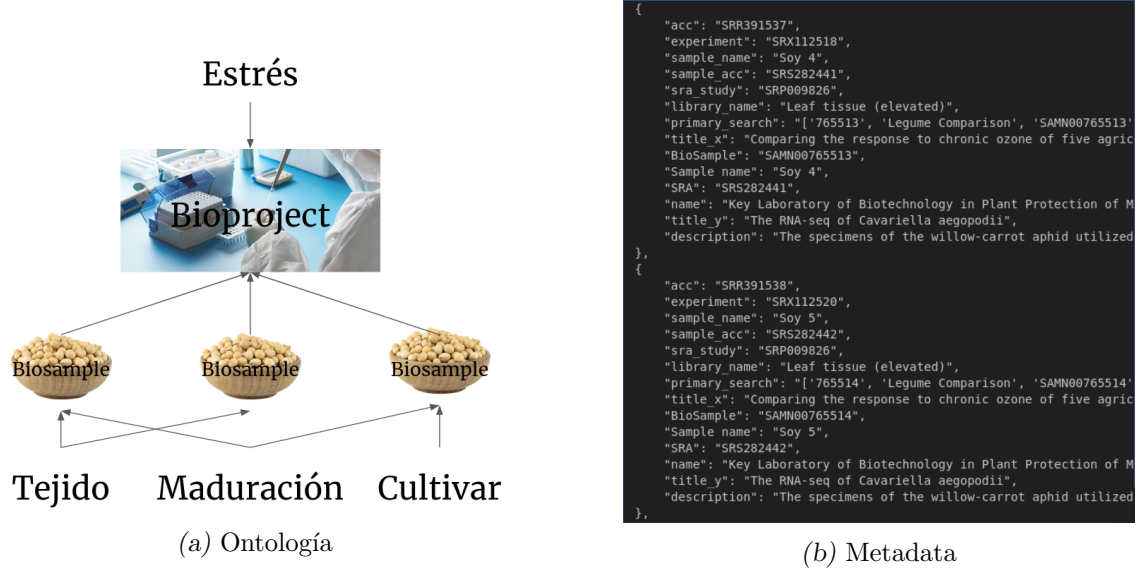 Estrés
Bioproject
Biosample Biosample Biosample
Tejido Maduración Cultivar
(a) Ontología
{
"acc": "SRR391537",
"experiment": "SRX112518",
"sample_name": "Soy 4",
"sample_acc": "SRS282441",
"sra_study": "SRP009826",
"library_name": "Leaf tissue (elevated)",
"primary_search": "['765513', 'Legume Comparison', 'SAMN00765513'
"title_x": "Comparing the response to chronic ozone of five agric
"BioSample": "SAMN00765513",
"Sample name": "Soy 4",
"SRA": "SRS282441",
"name": "Key Laboratory of Biotechnology in Plant Protection of M
"title_y": "The RNA-seq of Cavariella aegopodii",
"description": "The specimens of the willow-carrot aphid utilized
},
{
"acc": "SRR391538",
"experiment": "SRX112520",
"sample_name": "Soy 5",
"sample_acc": "SRS282442",
"sra_study": "SRP009826",
"library_name": "Leaf tissue (elevated)",
"primary_search": "['765514', 'Legume Comparison', 'SAMN00765514'
"title_x": "Comparing the response to chronic ozone of five agric
"BioSample": "SAMN00765514",
"Sample name": "Soy 5",
"SRA": "SRS282442",
"name": "Key Laboratory of Biotechnology in Plant Protection of M
"title_y": "The RNA-seq of Cavariella aegopodii",
"description": "The specimens of the willow-carrot aphid utilized
},
(b) Metadata